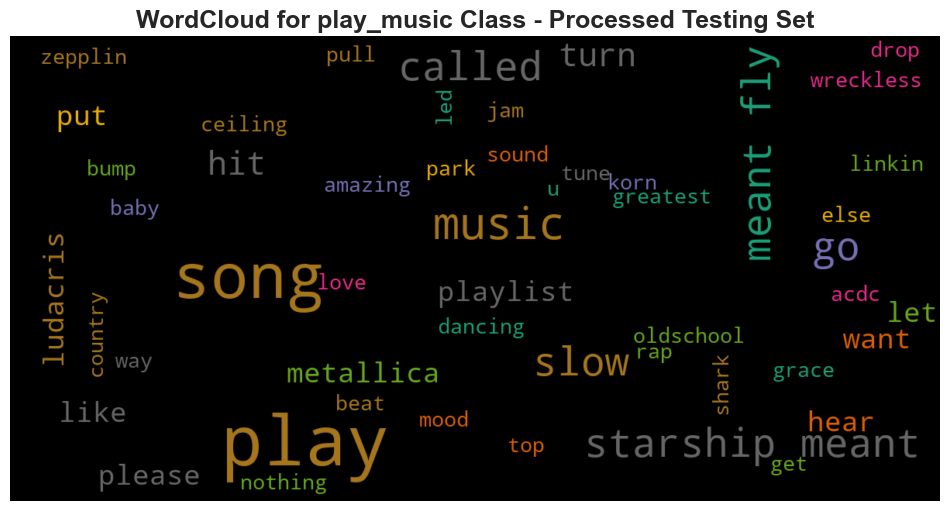 WordCloud for play_music Class - Processed Testing Set
zepplin
pull
called
turn
meant fly
drop
wreckless
put
ceiling
led
jam
hit
bump
baby
amazing
park
sound
tune
u
korn
greatest
linkin
else
go
music
song
love
playlist
acdc
let
ludacris
country
way
dancing
oldschool
rap
want
metallica
slow
shark
grace
like
beat
mood
hear
play
top
starship meant
get
please
nothing